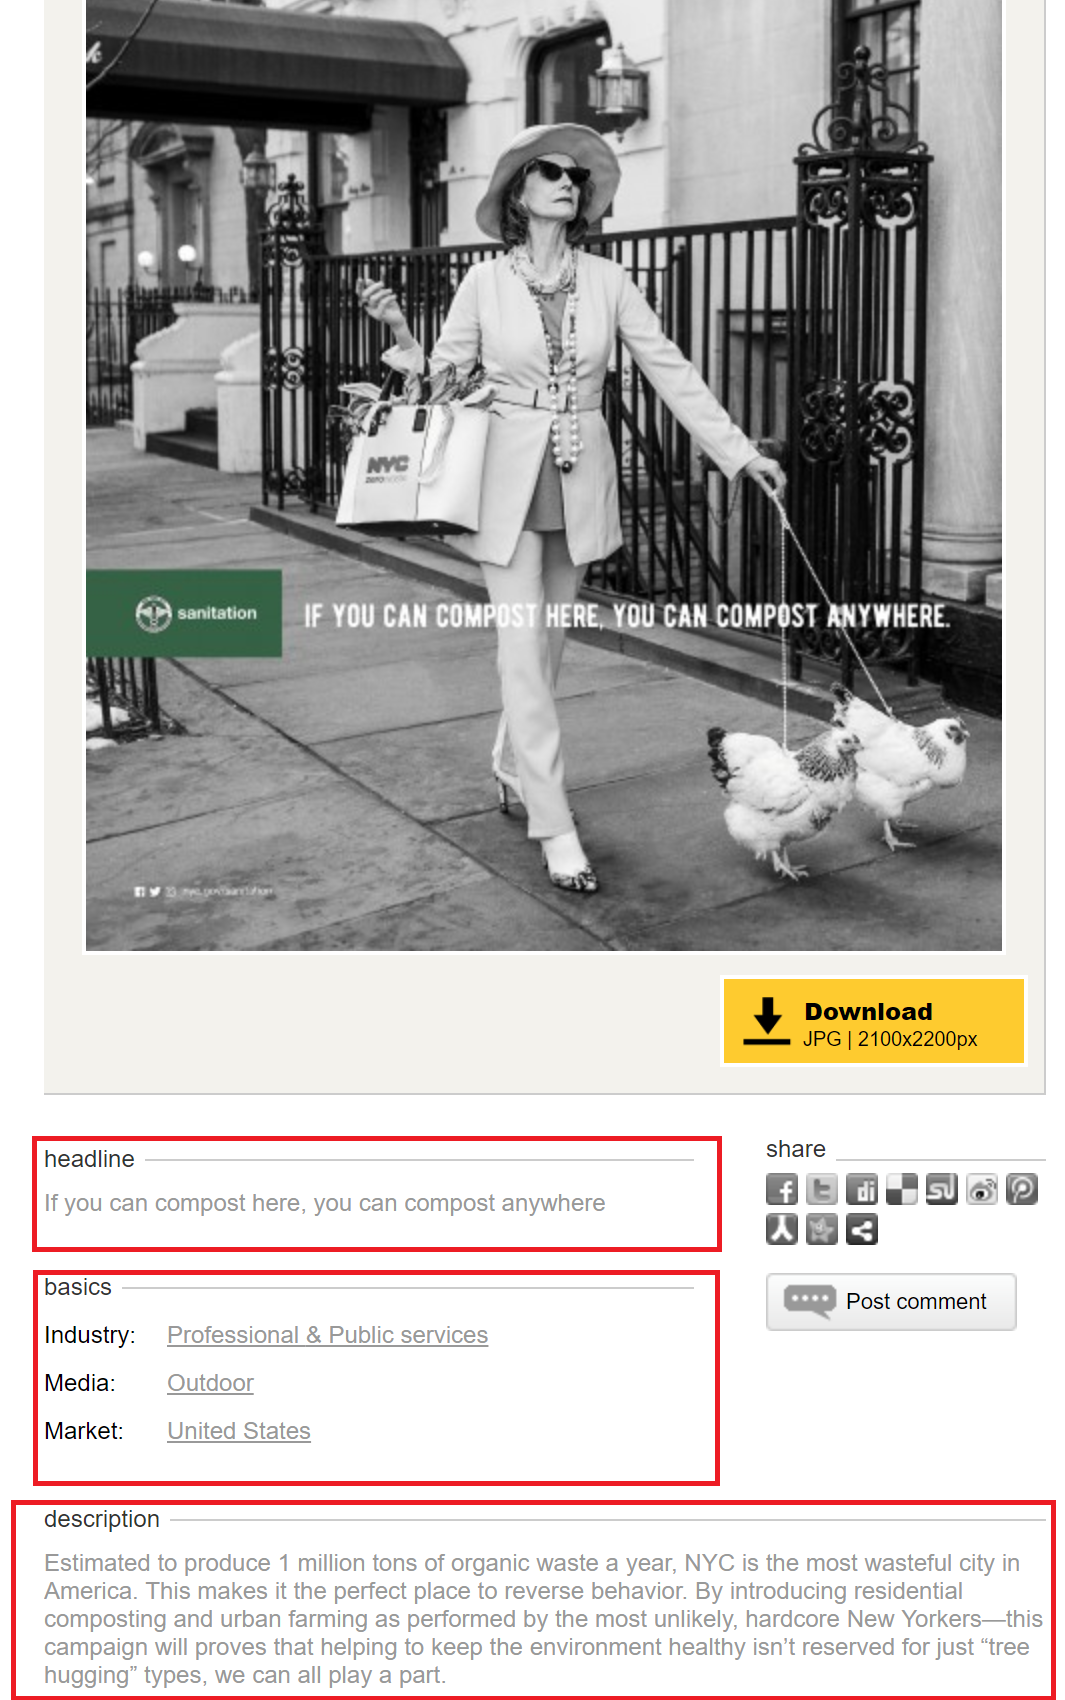 NYC
sanitation
IF YOU CAN COMPOST HERE, YOU CAN COMPOST ANYWHERE.
nyc.gov/sanitation
Download
JPG | 2100x2200px
headline
If you can compost here, you can compost anywhere
share
basics
Industry: Professional & Public services
Post comment
Media: Outdoor
Market: United States
description
Estimated to produce 1 million tons of organic waste a year, NYC is the most wasteful city in
America. This makes it the perfect place to reverse behavior. By introducing residential
composting and urban farming as performed by the most unlikely, hardcore New Yorkers—this
campaign will proves that helping to keep the environment healthy isn’t reserved for just “tree
hugging” types, we can all play a part.